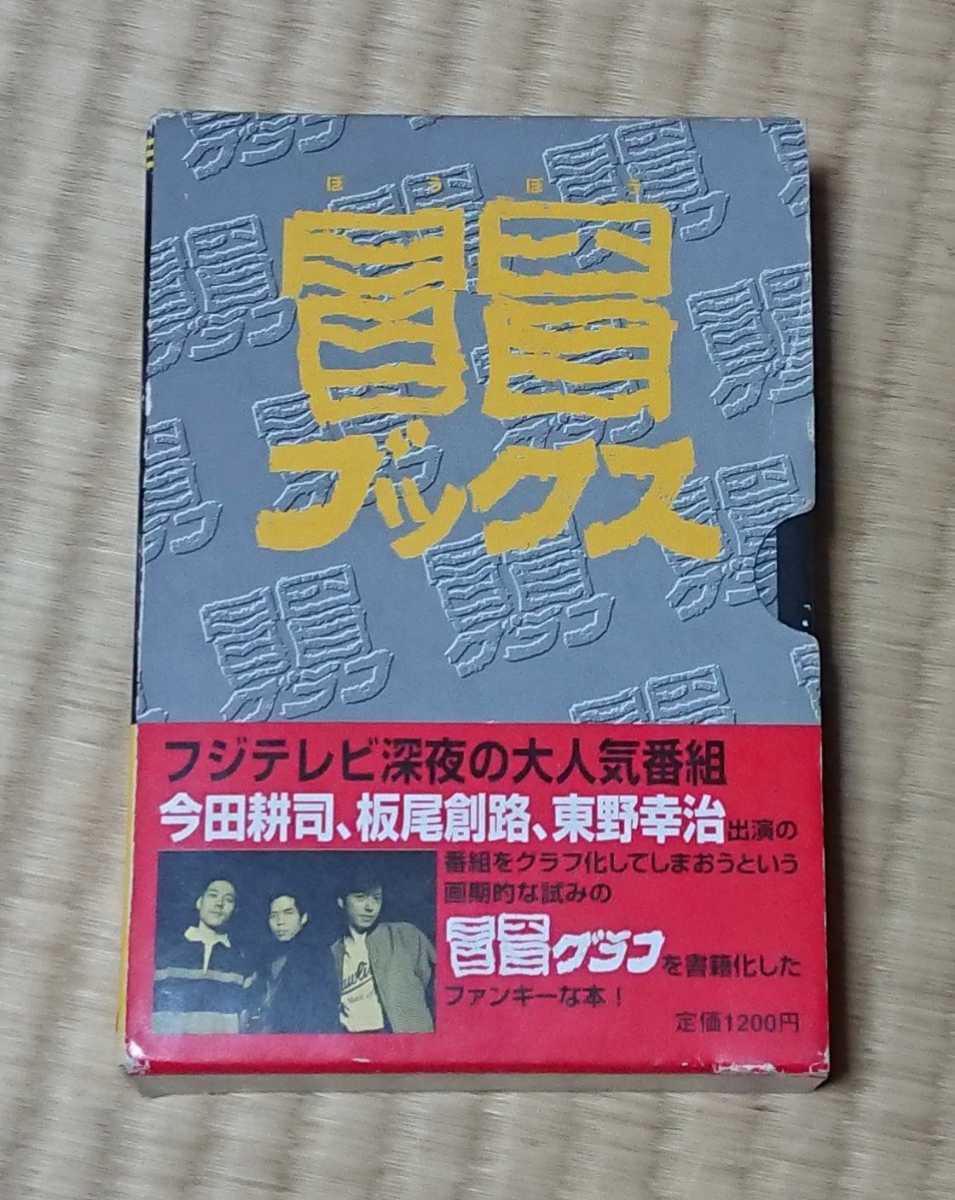 ぼうぼう
冒冒
ブックス
フジテレビ深夜の大人気番組
今田耕司、板尾創路、東野幸治出演の
番組をグラフ化してしまおうという
画期的な試みの
冒冒グラフを書籍化した
ファンキーな本！
定価1200円